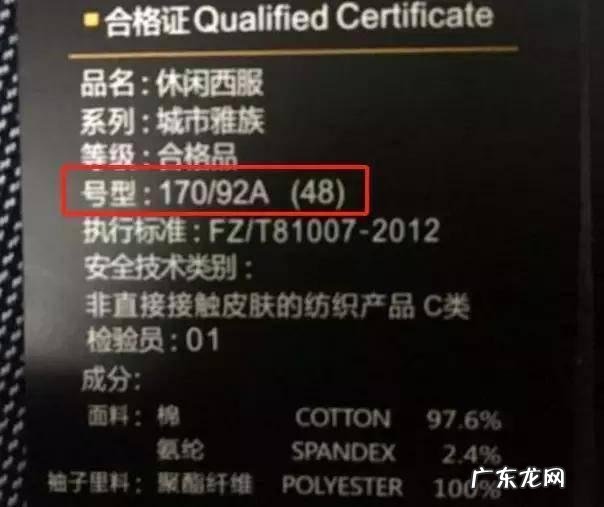 合格证Qualified Certificate
品名：休闲西服
系列：城市雅族
等级：合格品
号型：170/92A (48)
执行标准：FZ/T81007-2012
安全技术类别：
非直接接触皮肤的纺织产品 C类
检验员：01
成分：
面料：棉 COTTON 97.6%
氨纶 SPANDEX 2.4%
袖子里料：聚酯纤维 POLYESTER 100%
广东龙网